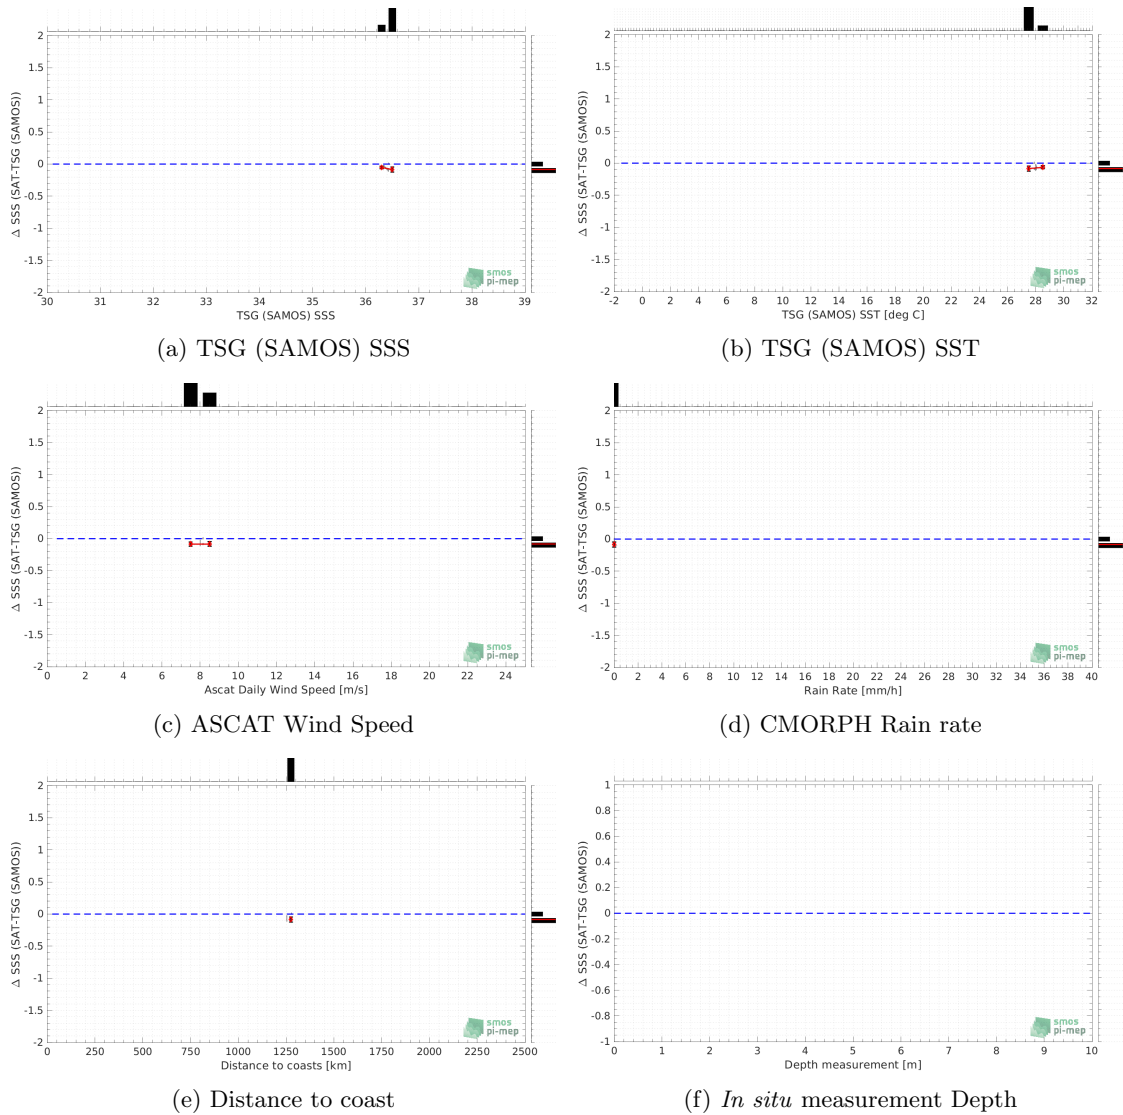 2
1.5
1
0.5
0
-0.5
-1
-1.5
-2
Δ SSS (SAT-TSG (SAMOS))
30 31 32 33 34 35 36 37 38 39
TSG (SAMOS) SSS
smos
pi-mep
(a) TSG (SAMOS) SSS
2
1.5
1
0.5
0
-0.5
-1
-1.5
-2
Δ SSS (SAT-TSG (SAMOS))
-2 0 2 4 6 8 10 12 14 16 18 20 22 24 26 28 30 32
TSG (SAMOS) SST [deg C]
smos
pi-mep
(b) TSG (SAMOS) SST
2
1.5
1
0.5
0
-0.5
-1
-1.5
-2
Δ SSS (SAT-TSG (SAMOS))
0 2 4 6 8 10 12 14 16 18 20 22 24
Ascat Daily Wind Speed [m/s]
smos
pi-mep
(c) ASCAT Wind Speed
2
1.5
1
0.5
0
-0.5
-1
-1.5
-2
Δ SSS (SAT-TSG (SAMOS))
0 2 4 6 8 10 12 14 16 18 20 22 24 26 28 30 32 34 36 38 40
Rain Rate [mm/h]
smos
pi-mep
(d) CMORPH Rain rate
2
1.5
1
0.5
0
-0.5
-1
-1.5
-2
Δ SSS (SAT-TSG (SAMOS))
0 250 500 750 1000 1250 1500 1750 2000 2250 2500
Distance to coasts [km]
smos
pi-mep
(e) Distance to coast
1
0.8
0.6
0.4
0.2
0
-0.2
-0.4
-0.6
-0.8
-1
Δ SSS (SAT-TSG (SAMOS))
0 1 2 3 4 5 6 7 8 9 10
Depth measurement [m]
smos
pi-mep
(f) In situ measurement Depth